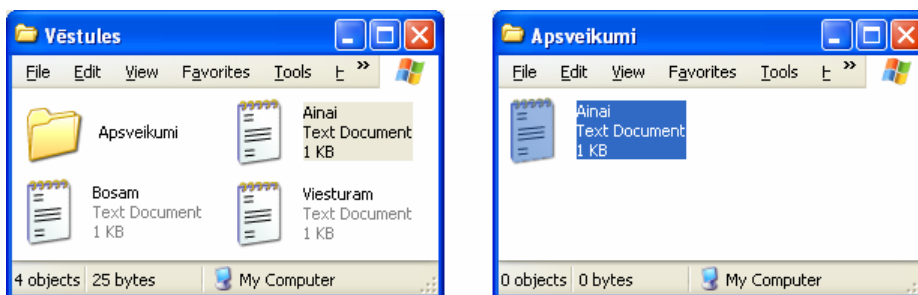 Vēstules
File Edit View Favorites Tools H »
Apsveikumi
Ainai
Text Document
1 KB
Bosam
Text Document
1 KB
Viesturam
Text Document
1 KB
4 objects 25 bytes My Computer
Apsveikumi
File Edit View Favorites Tools H »
Ainai
Text Document
1 KB
0 objects 0 bytes My Computer